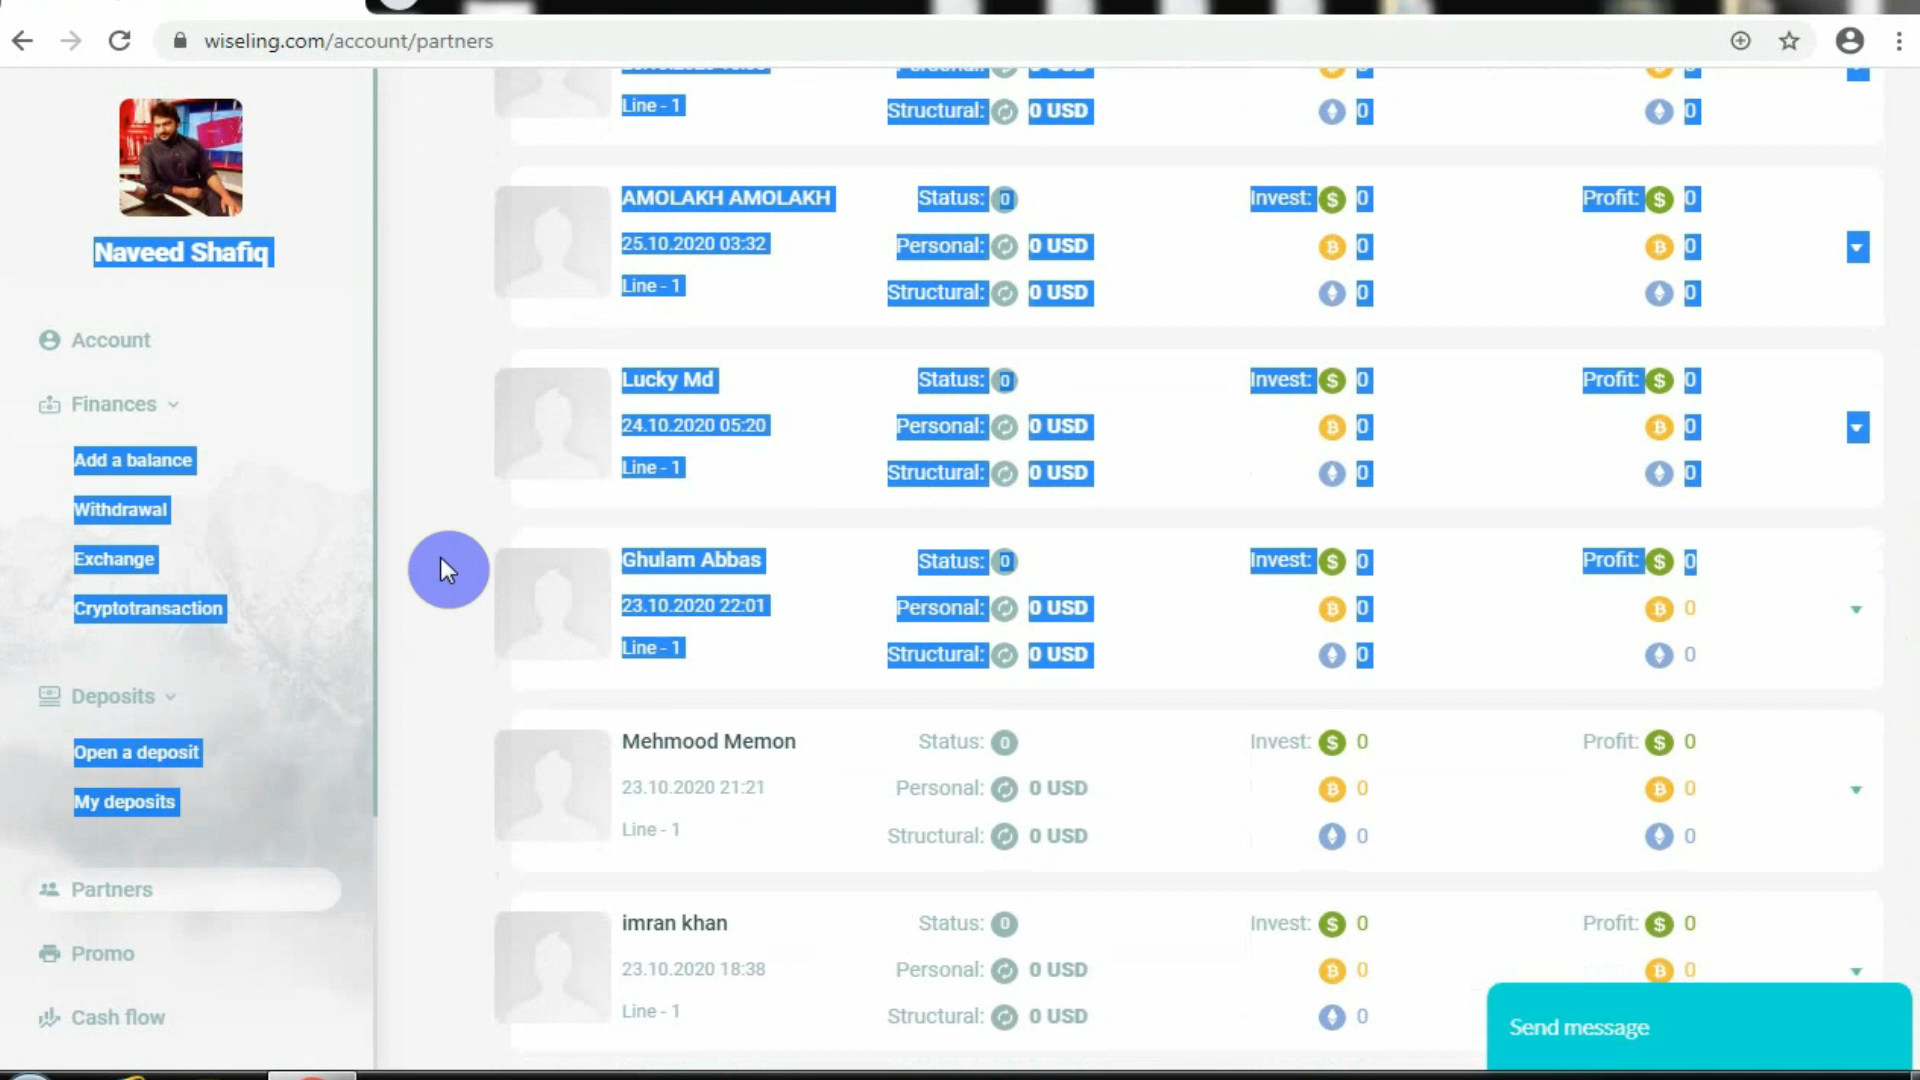 wiseling.com/account/partners
Naveed Shafiq
Account
Finances
Add a balance
Withdrawal
Exchange
Cryptotransaction
Deposits
Open a deposit
My deposits
Partners
Promo
Cash flow
0 0
Line - 1 Structural: 0 USD 0 0
AMOLAKH AMOLAKH Status: 0 Invest: $ 0 Profit: $ 0
25.10.2020 03:32 Personal: 0 USD 0 0
Line - 1 Structural: 0 USD 0 0
Lucky Md Status: 0 Invest: $ 0 Profit: $ 0
24.10.2020 05:20 Personal: 0 USD 0 0
Line - 1 Structural: 0 USD 0 0
Ghulam Abbas Status: 0 Invest: $ 0 Profit: $ 0
23.10.2020 22:01 Personal: 0 USD 0 0
Line - 1 Structural: 0 USD 0 0
Mehmood Memon Status: 0 Invest: $ 0 Profit: $ 0
23.10.2020 21:21 Personal: 0 USD 0 0
Line - 1 Structural: 0 USD 0 0
imran khan Status: 0 Invest: $ 0 Profit: $ 0
23.10.2020 18:38 Personal: 0 USD 0 0
Line - 1 Structural: 0 USD 0
Send message